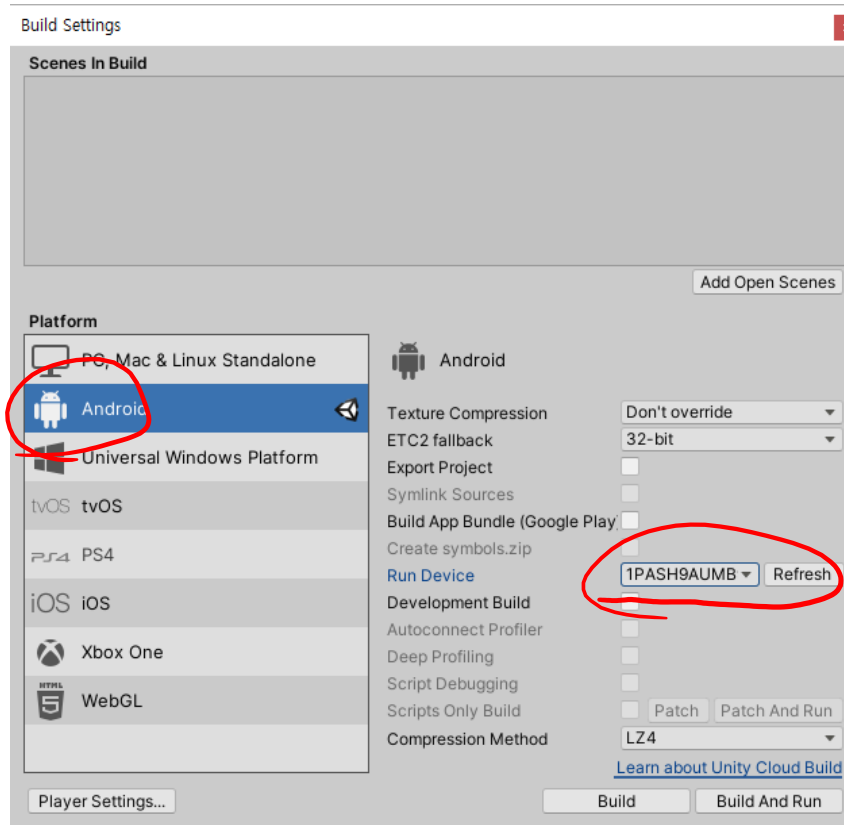 Build Settings
Scenes In Build
Add Open Scenes
Platform
PC, Mac & Linux Standalone
Android
Universal Windows Platform
tvOS tvOS
PS4 PS4
iOS iOS
Xbox One
HTML 5 WebGL
Android
Texture Compression Don't override
ETC2 fallback 32-bit
Export Project
Symlink Sources
Build App Bundle (Google Play)
Create symbols.zip
Run Device 1PASH9AUMB Refresh
Development Build
Autoconnect Profiler
Deep Profiling
Script Debugging
Scripts Only Build Patch Patch And Run
Compression Method LZ4
Learn about Unity Cloud Build
Player Settings... Build Build And Run